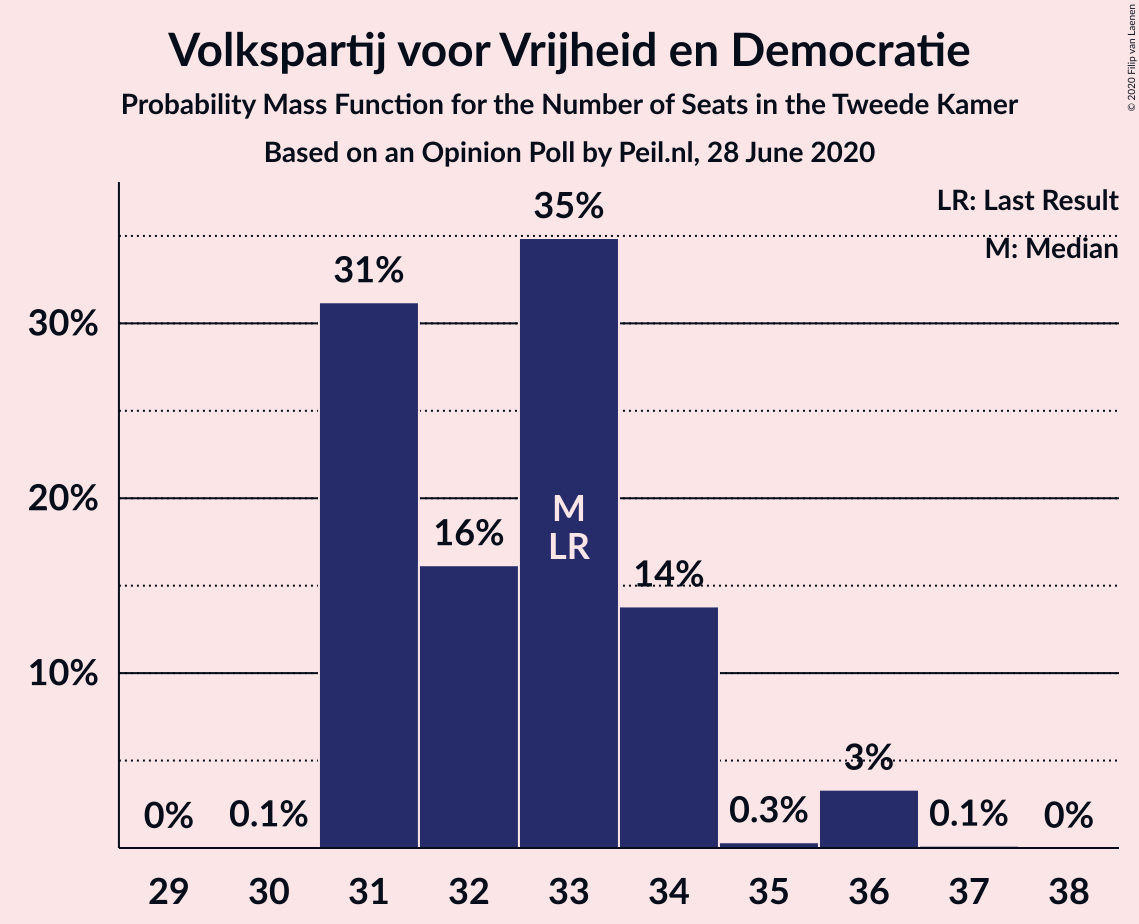 Volkspartij voor Vrijheid en Democratie
Probability Mass Function for the Number of Seats in the Tweede Kamer
Based on an Opinion Poll by Peil.nl, 28 June 2020
© 2020 Filip van Laenen
LR: Last Result
M: Median
30%
20%
10%
0%
0.1%
31%
16%
35%
M
LR
14%
0.3%
3%
0.1%
0%
29 30 31 32 33 34 35 36 37 38